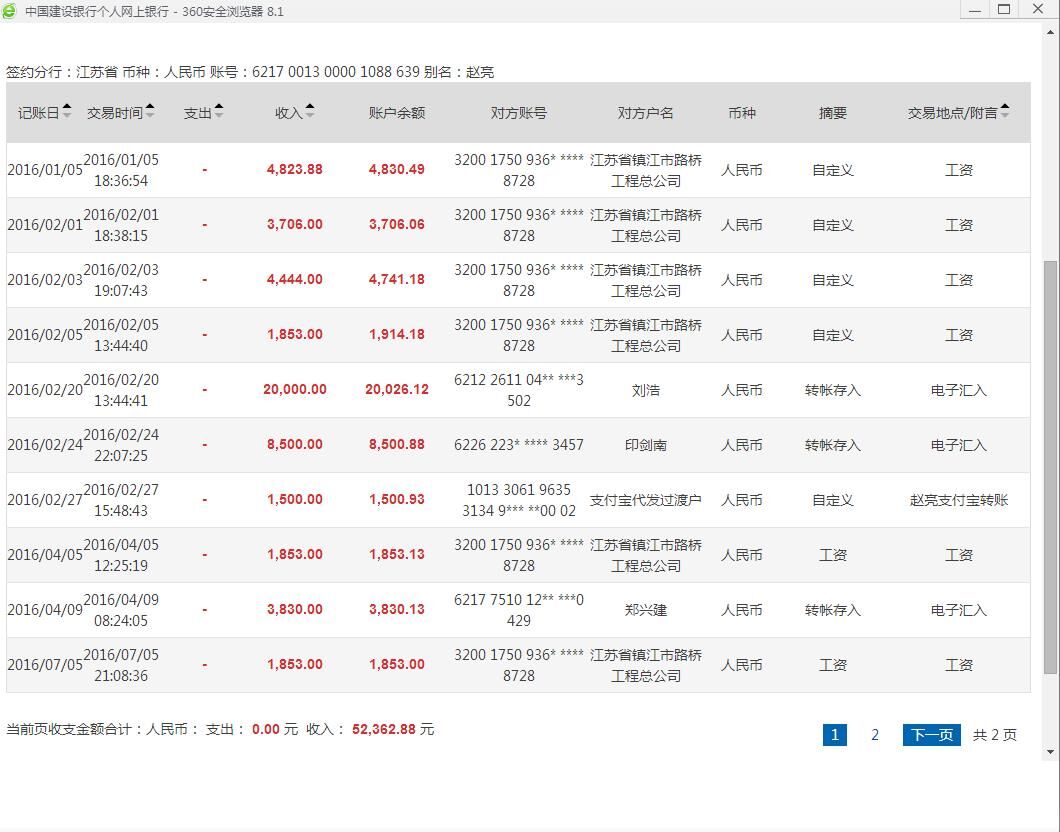 中国建设银行个人网上银行 - 360安全浏览器 8.1
签约分行：江苏省 币种：人民币 账号：6217 0013 0000 1088 639 别名：赵亮
记账日 交易时间 支出 收入 账户余额 对方账号 对方户名 币种 摘要 交易地点/附言
2016/01/05 2016/01/05 18:36:54 - 4,823.88 4,830.49 3200 1750 936* **** 8728 江苏省镇江市路桥工程总公司 人民币 自定义 工资
2016/02/01 2016/02/01 18:38:15 - 3,706.00 3,706.06 3200 1750 936* **** 8728 江苏省镇江市路桥工程总公司 人民币 自定义 工资
2016/02/03 2016/02/03 19:07:43 - 4,444.00 4,741.18 3200 1750 936* **** 8728 江苏省镇江市路桥工程总公司 人民币 自定义 工资
2016/02/05 2016/02/05 13:44:40 - 1,853.00 1,914.18 3200 1750 936* **** 8728 江苏省镇江市路桥工程总公司 人民币 自定义 工资
2016/02/20 2016/02/20 13:44:41 - 20,000.00 20,026.12 6212 2611 04** ***3 502 刘浩 人民币 转帐存入 电子汇入
2016/02/24 2016/02/24 22:07:25 - 8,500.00 8,500.88 6226 223* **** 3457 印剑南 人民币 转帐存入 电子汇入
2016/02/27 2016/02/27 15:48:43 - 1,500.00 1,500.93 1013 3061 9635 3134 9*** **00 02 支付宝代发过渡户 人民币 自定义 赵亮支付宝转账
2016/04/05 2016/04/05 12:25:19 - 1,853.00 1,853.13 3200 1750 936* **** 8728 江苏省镇江市路桥工程总公司 人民币 工资 工资
2016/04/09 2016/04/09 08:24:05 - 3,830.00 3,830.13 6217 7510 12** ***0 429 郑兴建 人民币 转帐存入 电子汇入
2016/07/05 2016/07/05 21:08:36 - 1,853.00 1,853.00 3200 1750 936* **** 8728 江苏省镇江市路桥工程总公司 人民币 工资 工资
当前页收支金额合计：人民币： 支出： 0.00 元 收入： 52,362.88 元
1 2 下一页 共 2 页